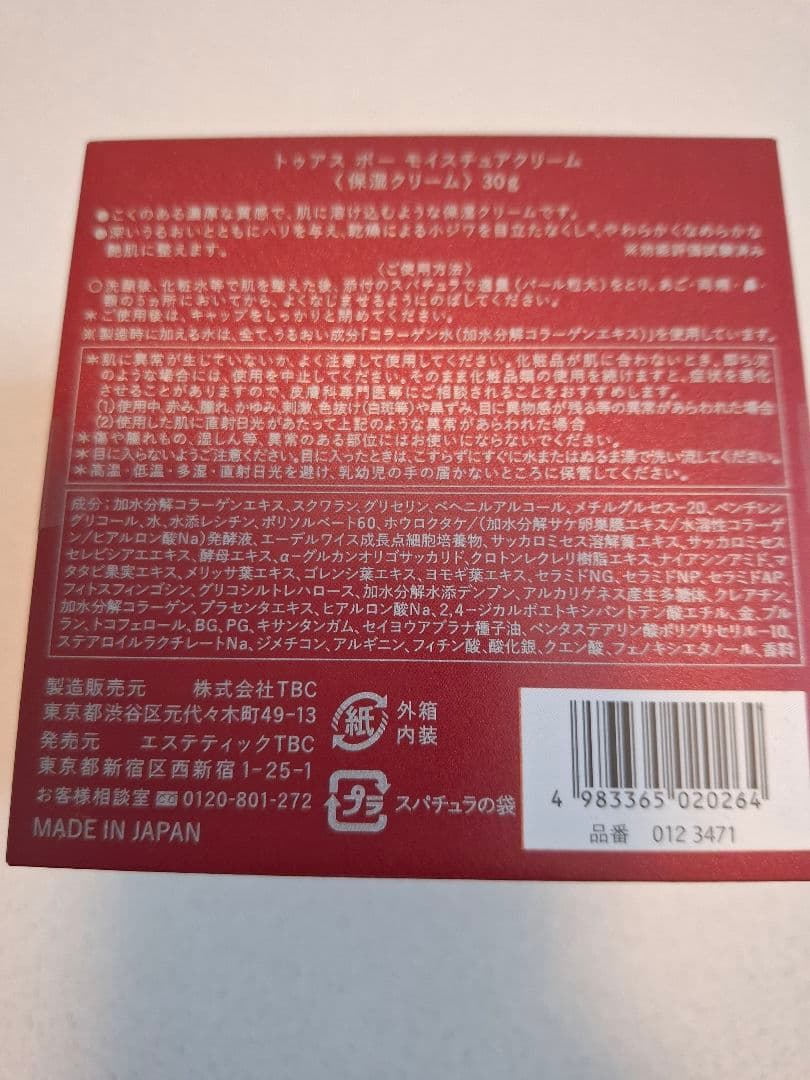 トゥアス ボー モイスチュアクリーム
〈保湿クリーム〉30g
●こくのある濃厚な質感で、肌に溶け込むような保湿クリームです。
●深いうるおいとともにハリを与え、乾燥による小ジワを目立たなくし※、やわらかくなめらかな
艶肌に整えます。 ※効能評価試験済み
〈ご使用方法〉
○洗顔後、化粧水等で肌を整えた後、添付のスパチュラで適量(パール粒大)をとり、あご・両頬・鼻・
額の5ヵ所においてから、よくなじませるようにのばしてください。
＊ご使用後は、キャップをしっかりと閉めてください。
※製造時に加える水は、全て、うるおい成分「コラーゲン水(加水分解コラーゲンエキス)」を使用しています。
＊肌に異常が生じていないか、よく注意して使用してください。化粧品が肌に合わないとき、即ち次
のような場合には、使用を中止してください。そのまま化粧品類の使用を続けますと、症状を悪化
させることがありますので、皮膚科専門医等にご相談されることをおすすめします。
(1)使用中、赤み、腫れ、かゆみ、刺激、色抜け(白斑等)や黒ずみ、目に異物感が残る等の異常があらわれた場合
(2)使用した肌に直射日光があたって上記のような異常があらわれた場合
＊傷や腫れもの、湿しん等、異常のある部位にはお使いにならないでください。
＊目に入らないようご注意ください。目に入ったときは、こすらずにすぐに水またはぬるま湯で洗い流してください。
＊高温・低温・多湿・直射日光を避け、乳幼児の手の届かないところに保管してください。
成分：加水分解コラーゲンエキス、スクワラン、グリセリン、ベヘニルアルコール、メチルグルセス-20、ペンチレン
グリコール、水、水添レシチン、ポリソルベート60、ホウロクタケ/(加水分解サケ卵巣膜エキス/水溶性コラーゲ
ン/ヒアルロン酸Na)発酵液、エーデルワイス成長点細胞培養物、サッカロミセス溶解質エキス、サッカロミセス
セレビシアエエキス、酵母エキス、α-グルカンオリゴサッカリド、クロトンレクレリ樹脂エキス、ナイアシンアミド、マ
タタビ果実エキス、メリッサ葉エキス、ゴレンシ葉エキス、ヨモギ葉エキス、セラミドNG、セラミドNP、セラミドAP、
フィトスフィンゴシン、グリコシルトレハロース、加水分解水添デンプン、アルカリゲネス産生多糖体、クレアチン、
加水分解コラーゲン、プラセンタエキス、ヒアルロン酸Na、2,4-ジカルボエトキシパントテン酸エチル、金、プル
ラン、トコフェロール、BG、PG、キサンタンガム、セイヨウアブラナ種子油、ペンタステアリン酸ポリグリセリル-10、
ステアロイルラクチレートNa、ジメチコン、アルギニン、フィチン酸、酸化銀、クエン酸、フェノキシエタノール、香料
製造販売元 株式会社TBC
東京都渋谷区元代々木町49-13
発売元 エステティックTBC
東京都新宿区西新宿1-25-1
お客様相談室 0120-801-272
MADE IN JAPAN
紙 外箱
内装
プラ スパチュラの袋
4 983365 020264
品番 012 3471